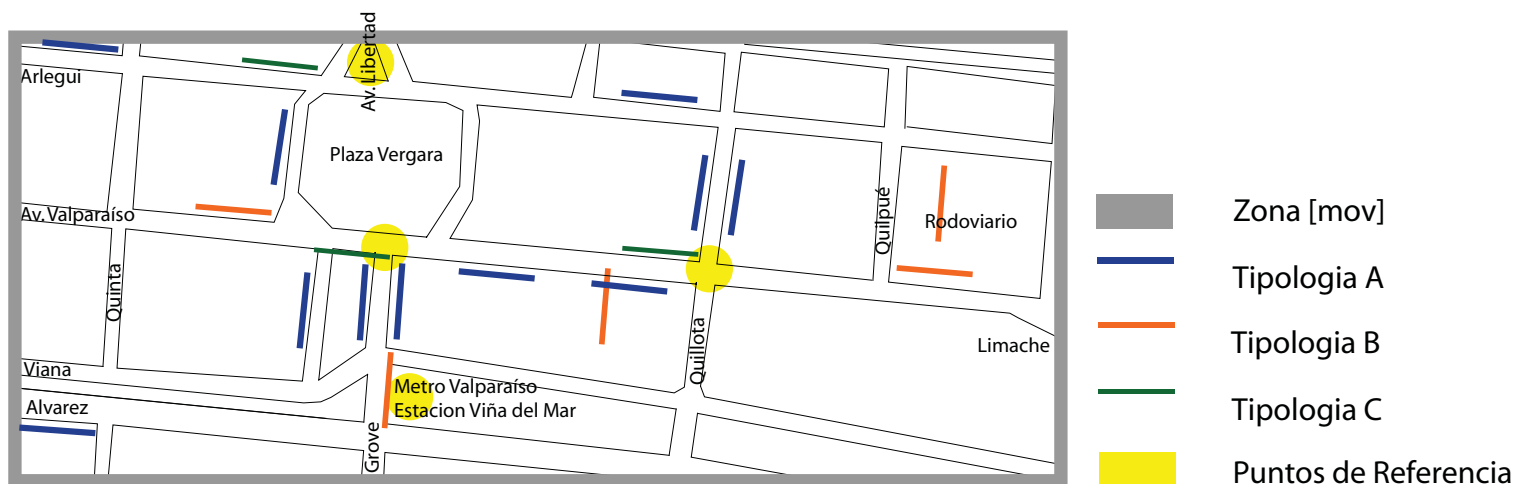 Av. Libertad
Arlegui
Plaza Vergara
Av. Valparaíso
Quilpué
Rodoviario
Quinta
Quillota
Limache
Viana
Metro Valparaíso
Estacion Viña del Mar
Alvarez
Grove
Zona [mov]
Tipologia A
Tipologia B
Tipologia C
Puntos de Referencia